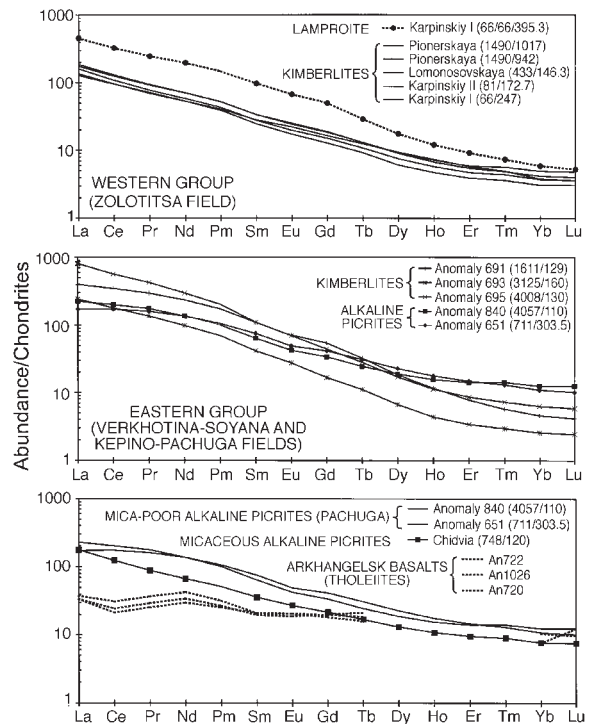 1000
LAMPROITE
Karpinskiy I (66/66/395.3)
KIMBERLITES
Pionerskaya (1490/1017)
Pionerskaya (1490/942)
Lomonosovskaya (433/146.3)
Karpinskiy II (81/172.7)
Karpinskiy I (66/247)
100
10
WESTERN GROUP
(ZOLOTITSA FIELD)
1
La Ce Pr Nd Pm Sm Eu Gd Tb Dy Ho Er Tm Yb Lu
Abundance/Chondrites
1000
KIMBERLITES
Anomaly 691 (1611/129)
Anomaly 693 (3125/160)
Anomaly 695 (4008/130)
ALKALINE
PICRITES
Anomaly 840 (4057/110)
Anomaly 651 (711/303.5)
100
10
EASTERN GROUP
(VERKHOTINA-SOYANA AND
KEPINO-PACHUGA FIELDS)
1
La Ce Pr Nd Pm Sm Eu Gd Tb Dy Ho Er Tm Yb Lu
1000
MICA-POOR ALKALINE PICRITES (PACHUGA)
Anomaly 840 (4057/110)
Anomaly 651 (711/303.5)
MICACEOUS ALKALINE PICRITES
Chidvia (748/120)
ARKHANGELSK BASALTS
(THOLEIITES)
An722
An1026
An720
100
10
1
La Ce Pr Nd Pm Sm Eu Gd Tb Dy Ho Er Tm Yb Lu